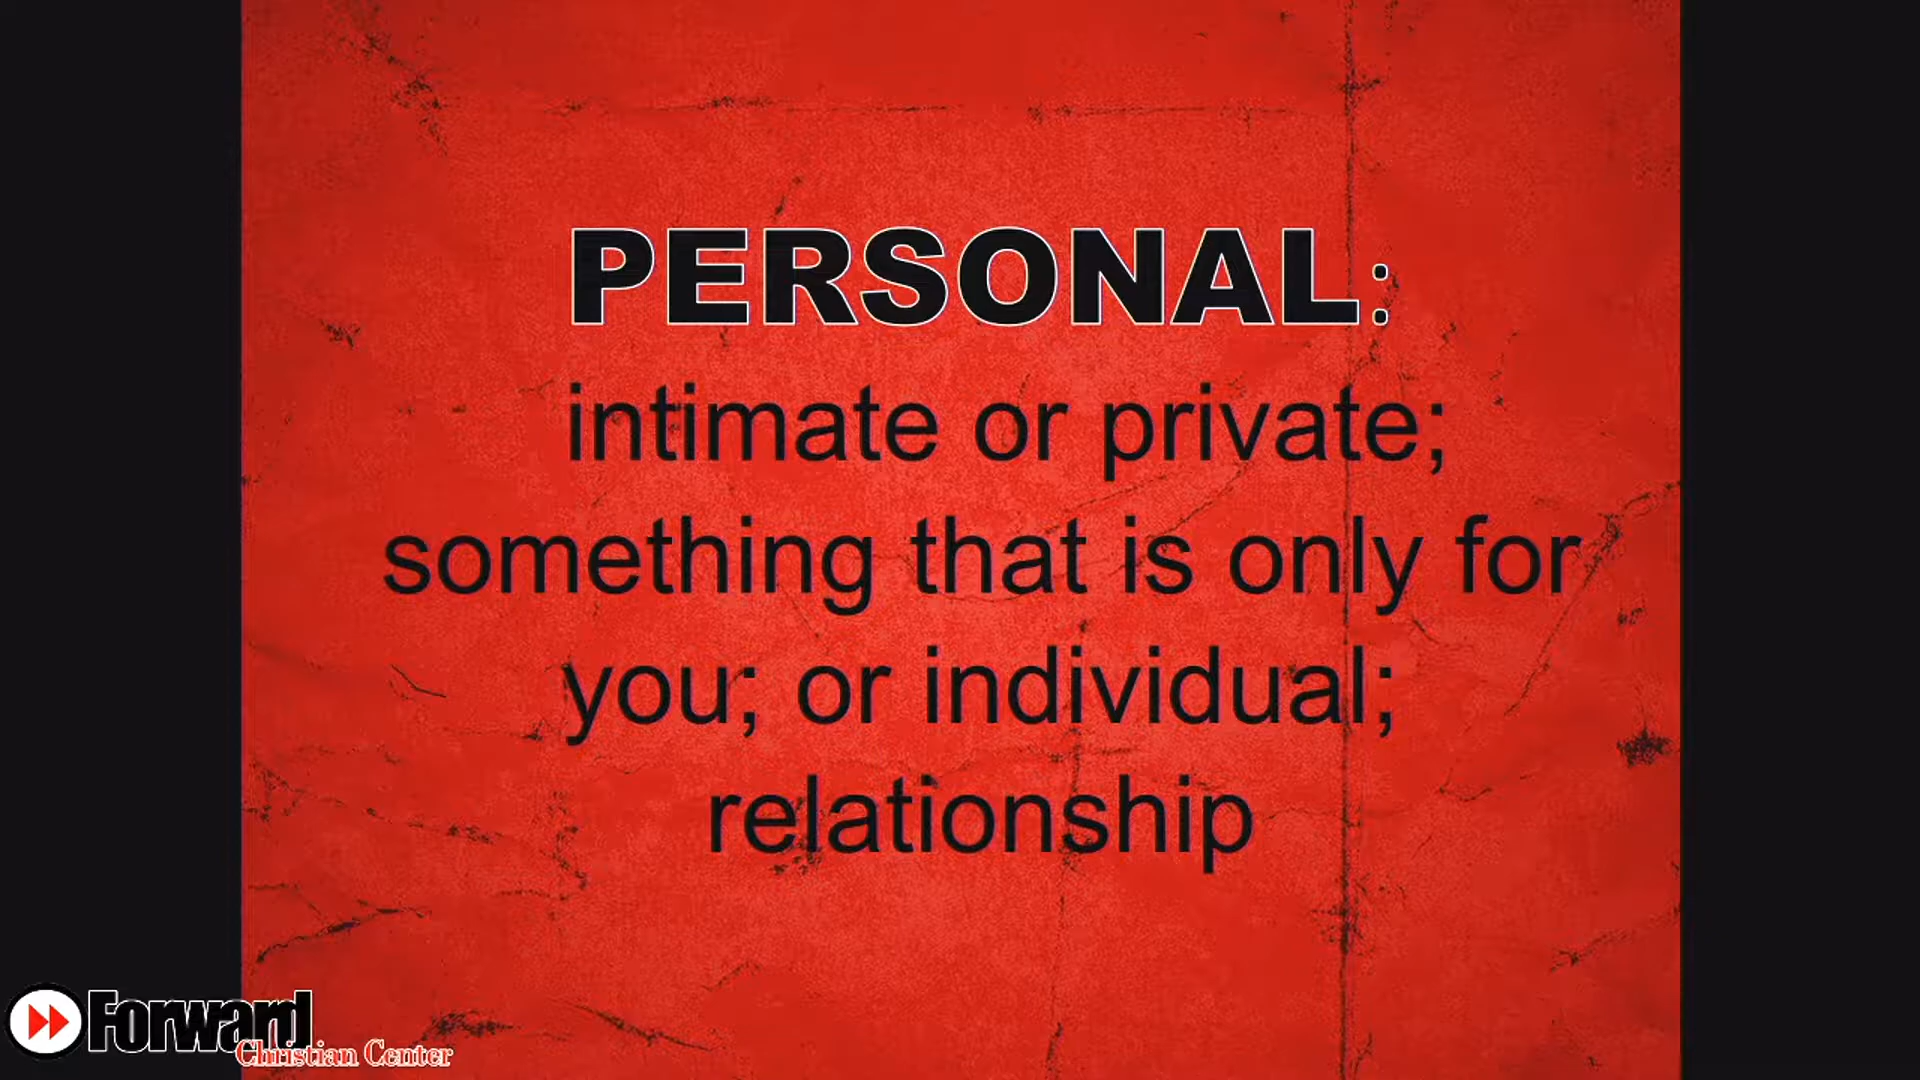 PERSONAL:
intimate or private;
something that is only for
you; or individual;
relationship
Forward
Christian Center